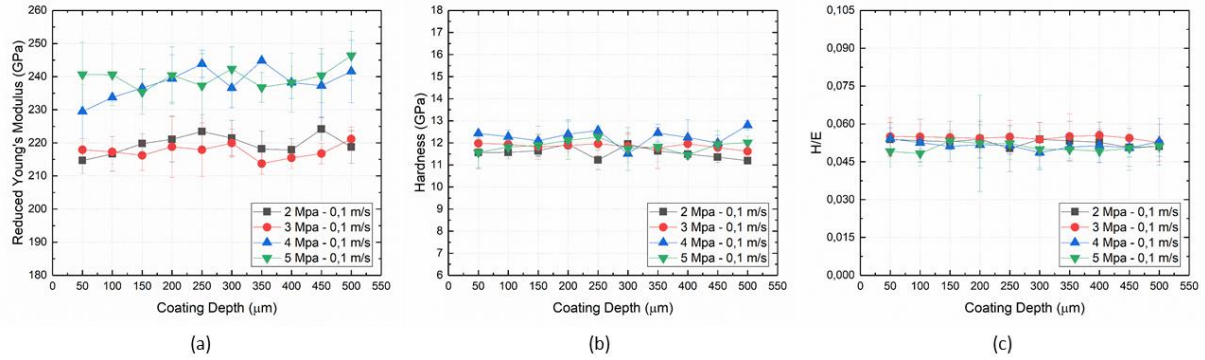 260
250
240
230
220
210
200
190
180
Reduced Young's Modulus (GPa)
0 50 100 150 200 250 300 350 400 450 500 550
Coating Depth (μm)
2 Mpa - 0,1 m/s
3 Mpa - 0,1 m/s
4 Mpa - 0,1 m/s
5 Mpa - 0,1 m/s
(a)
18
17
16
15
14
13
12
11
10
9
8
7
6
Hardness (GPa)
0 50 100 150 200 250 300 350 400 450 500 550
Coating Depth (μm)
2 Mpa - 0,1 m/s
3 Mpa - 0,1 m/s
4 Mpa - 0,1 m/s
5 Mpa - 0,1 m/s
(b)
0,105
0,090
0,075
0,060
0,045
0,030
0,015
0,000
H/E
0 50 100 150 200 250 300 350 400 450 500 550
Coating Depth (μm)
2 Mpa - 0,1 m/s
3 Mpa - 0,1 m/s
4 Mpa - 0,1 m/s
5 Mpa - 0,1 m/s
(c)